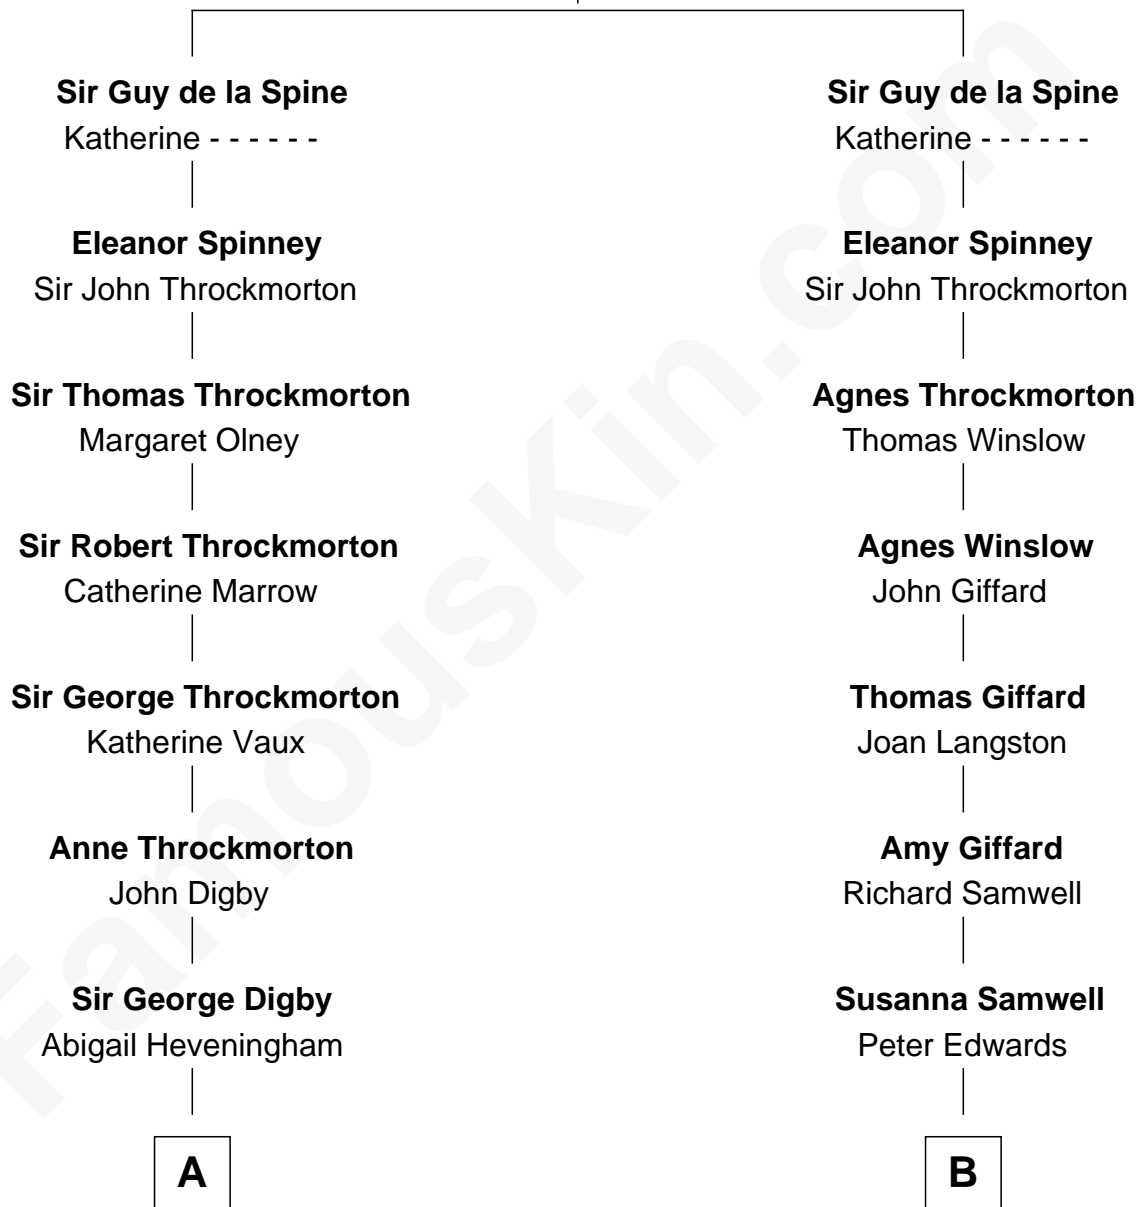 Sir Guy de la Spine
Katherine - - - - - -
Eleanor Spinney
Sir John Throckmorton
Sir Thomas Throckmorton
Margaret Olney
Sir Robert Throckmorton
Catherine Marrow
Sir George Throckmorton
Katherine Vaux
Anne Throckmorton
John Digby
Sir George Digby
Abigail Heveningham
A
Sir Guy de la Spine
Katherine - - - - - -
Eleanor Spinney
Sir John Throckmorton
Agnes Throckmorton
Thomas Winslow
Agnes Winslow
John Giffard
Thomas Giffard
Joan Langston
Amy Giffard
Richard Samwell
Susanna Samwell
Peter Edwards
B
FamousKin.com